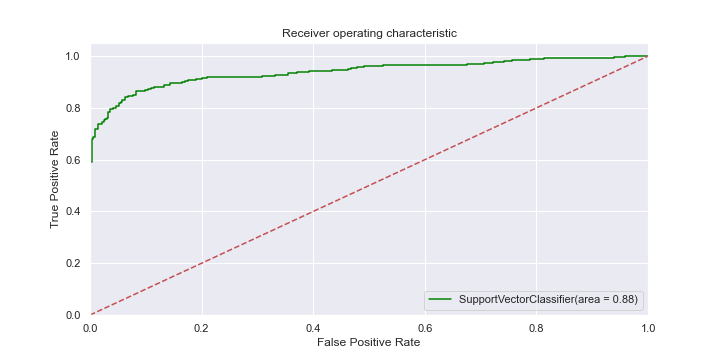 Receiver operating characteristic
1.0
0.8
0.6
0.4
0.2
0.0
True Positive Rate
SupportVectorClassifier(area = 0.88)
0.0 0.2 0.4 0.6 0.8 1.0
False Positive Rate